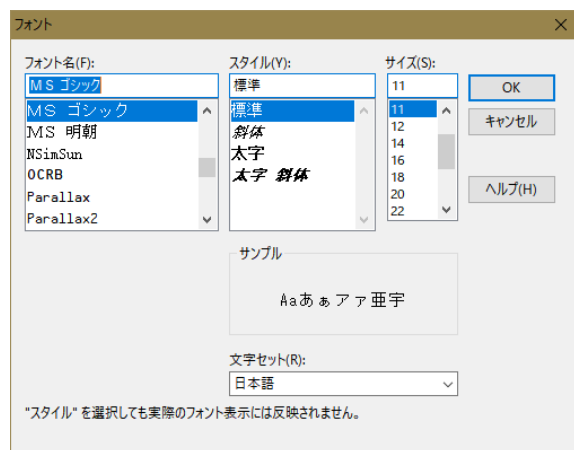 フォント
フォント名(F):
ＭＳ ゴシック
ＭＳ ゴシック
ＭＳ 明朝
NSimSun
OCRB
Parallax
Parallax2
スタイル(Y):
標準
標準
斜体
太字
太字 斜体
サイズ(S):
11
11
12
14
16
18
20
22
OK
キャンセル
ヘルプ(H)
サンプル
Aaあぁアァ亜宇
文字セット(R):
日本語
"スタイル" を選択しても実際のフォント表示には反映されません。